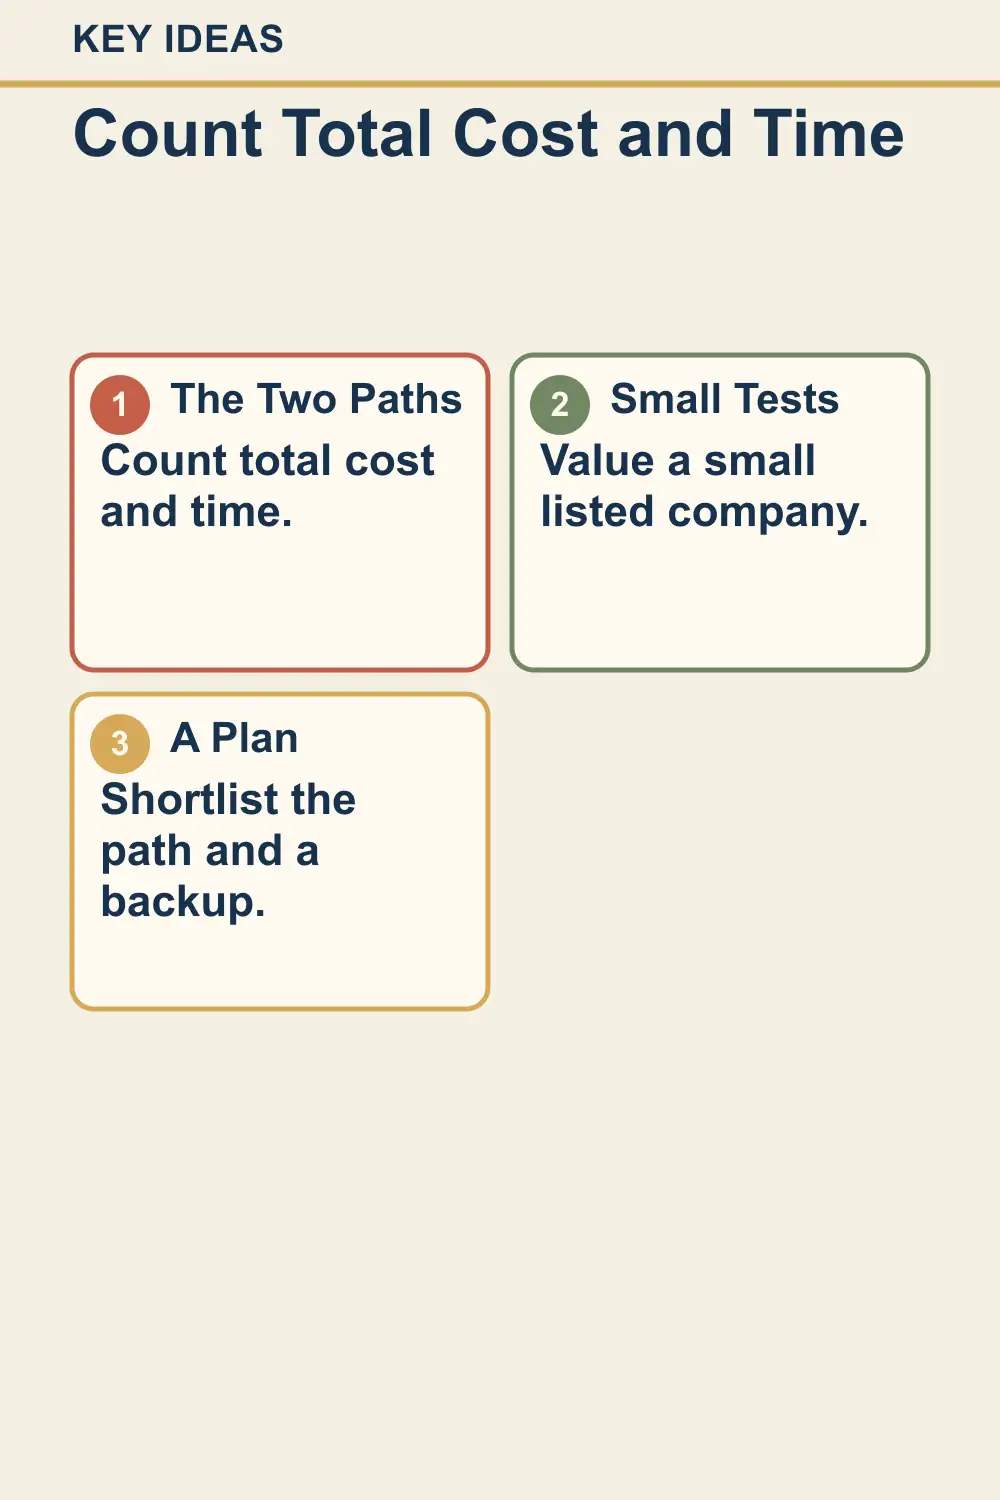 KEY IDEAS
Count Total Cost and Time
1 The Two Paths
Count total cost
and time.
2 Small Tests
Value a small
listed company.
3 A Plan
Shortlist the
path and a
backup.